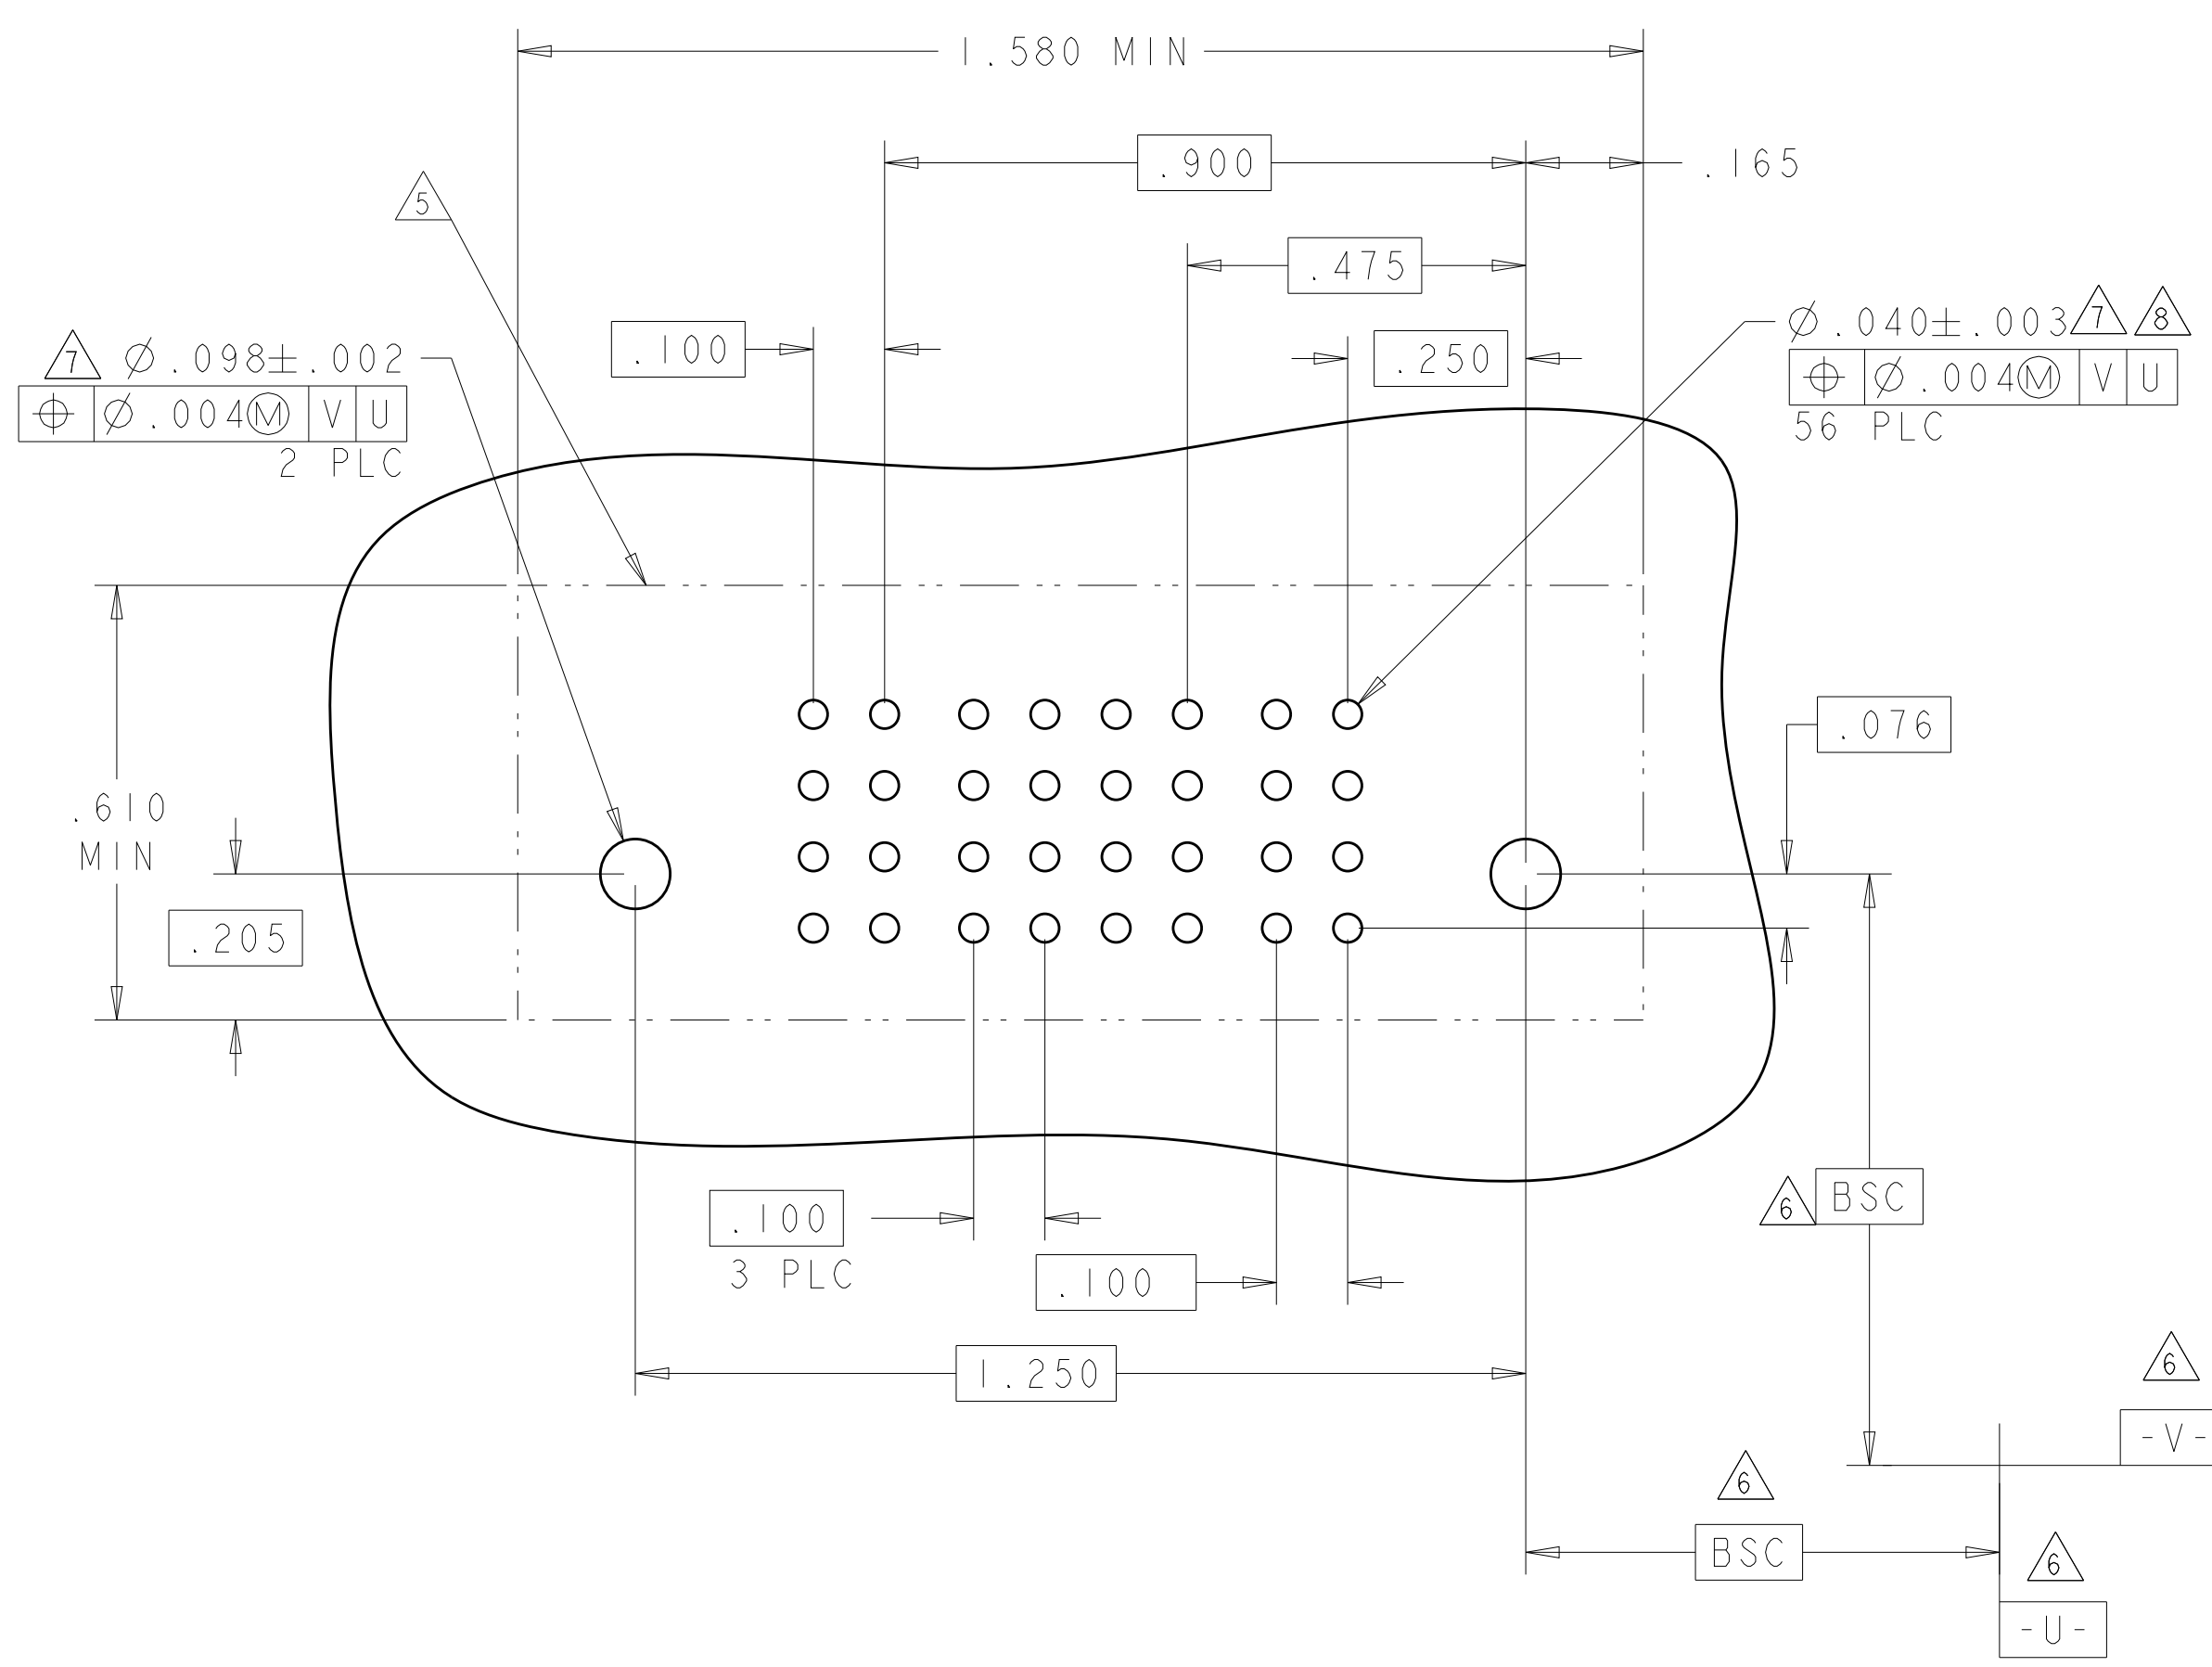 1.580 MIN
.900
.165
5
.475
.100
.250
7 ⌀.098±.002
⌖ ⌀.004Ⓜ V U
2 PLC
⌀.040±.003 7 8
⌖ ⌀.004Ⓜ V U
56 PLC
.076
.610
MIN
.205
6 BSC
.100
3 PLC
.100
1.250
6
-V-
6
BSC
6
-U-